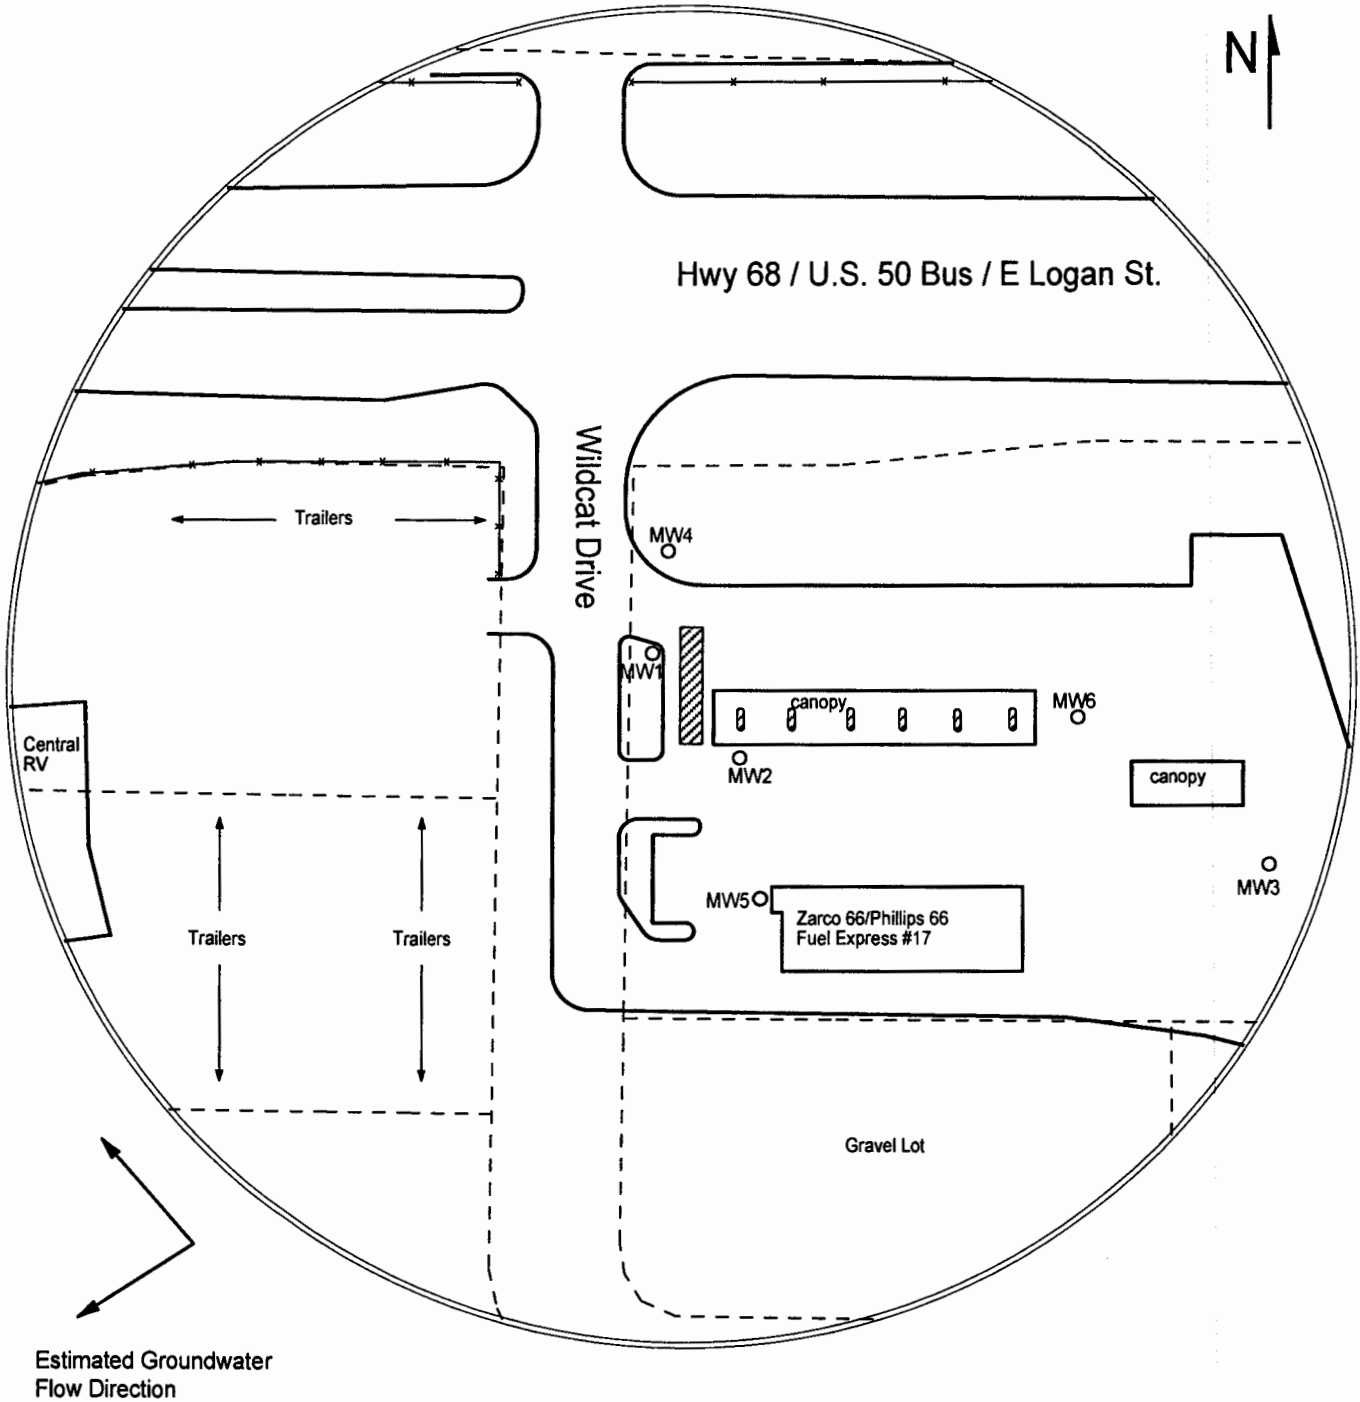 N
Hwy 68 / U.S. 50 Bus / E Logan St.
Wildcat Drive
Trailers
MW4
MW1
canopy
MW6
Central
RV
MW2
canopy
MW3
MW5
Zarco 66/Phillips 66
Fuel Express #17
Trailers
Trailers
Gravel Lot
Estimated Groundwater
Flow Direction